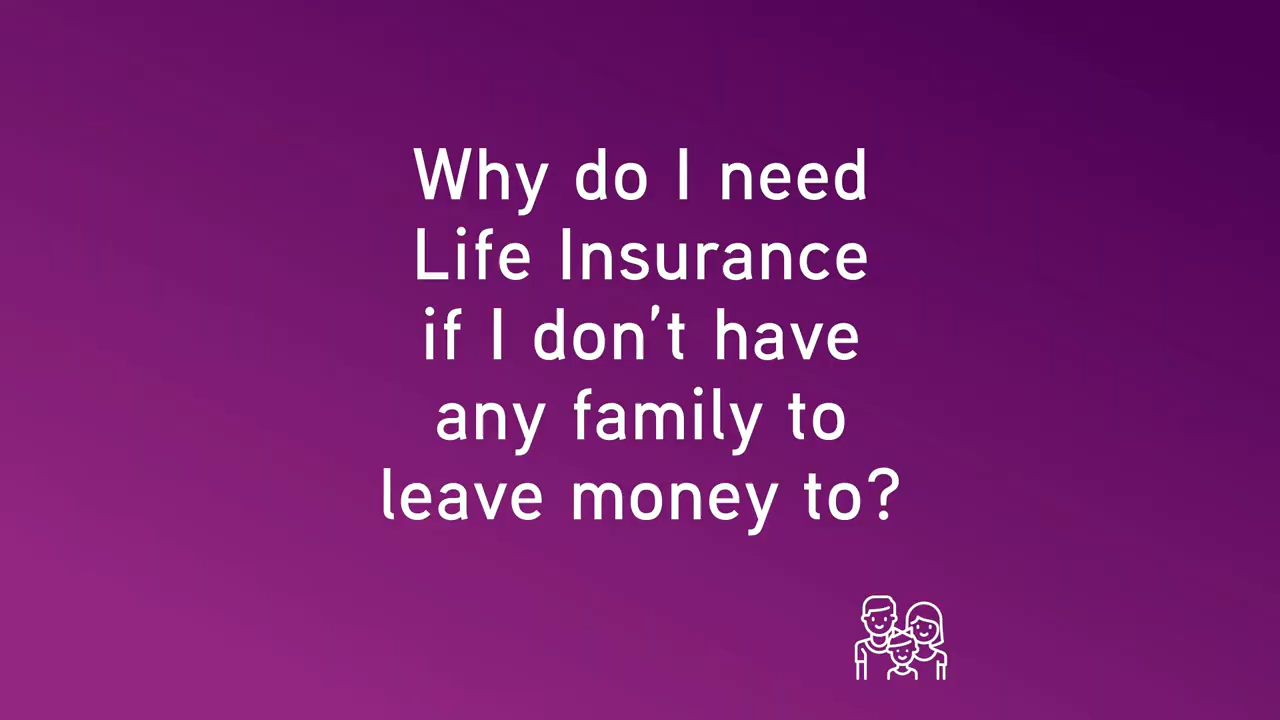 Why do I need
Life Insurance
if I don’t have
any family to
leave money to?